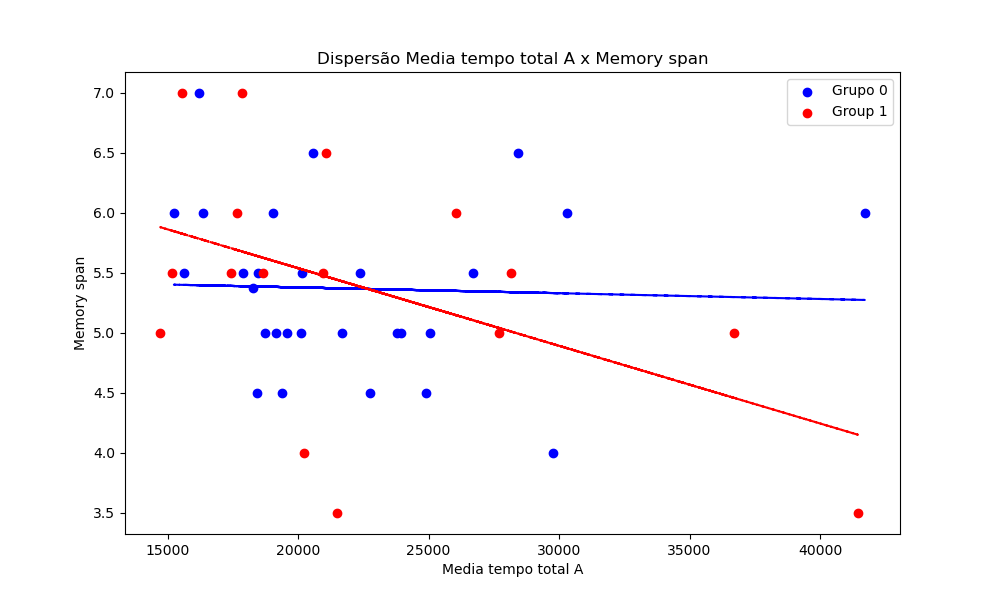 Dispersão Media tempo total A x Memory span
Grupo 0
Group 1
7.0
6.5
6.0
5.5
5.0
4.5
4.0
3.5
Memory span
15000 20000 25000 30000 35000 40000
Media tempo total A